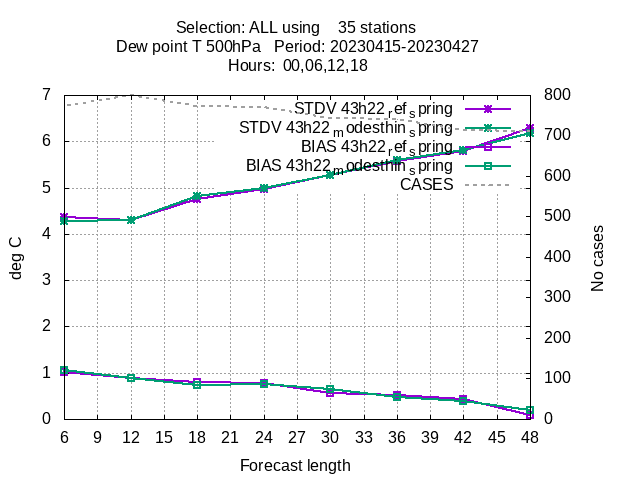 Selection: ALL using    35 stations
Dew point T 500hPa   Period: 20230415-20230427
Hours: 00,06,12,18
7 800
STDV 43h22_ref_spring
STDV 43h22_modesthin_spring
6 700
BIAS 43h22_ref_spring
BIAS 43h22_modesthin_spring
600
CASES
5 500
4 400
deg C
No cases
3 300
2 200
1 100
0 0
6 9 12 15 18 21 24 27 30 33 36 39 42 45 48
Forecast length